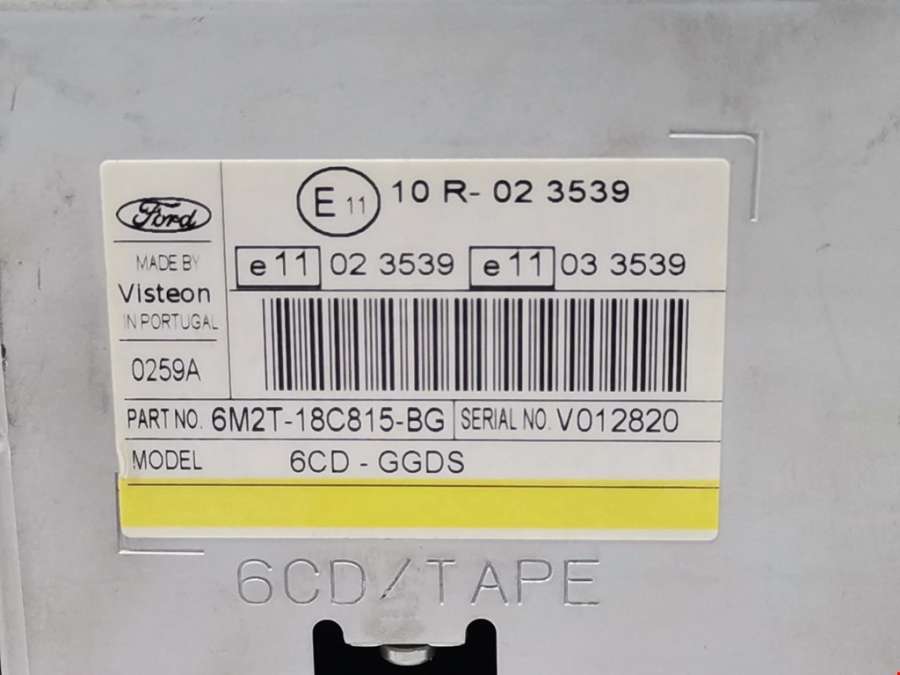 Ford
MADE BY
Visteon
IN PORTUGAL
0259A
E 11 10 R- 02 3539
e 11 02 3539 e 11 03 3539
PART NO. 6M2T-18C815-BG SERIAL NO. V012820
MODEL 6CD - GGDS
6CD/TAPE